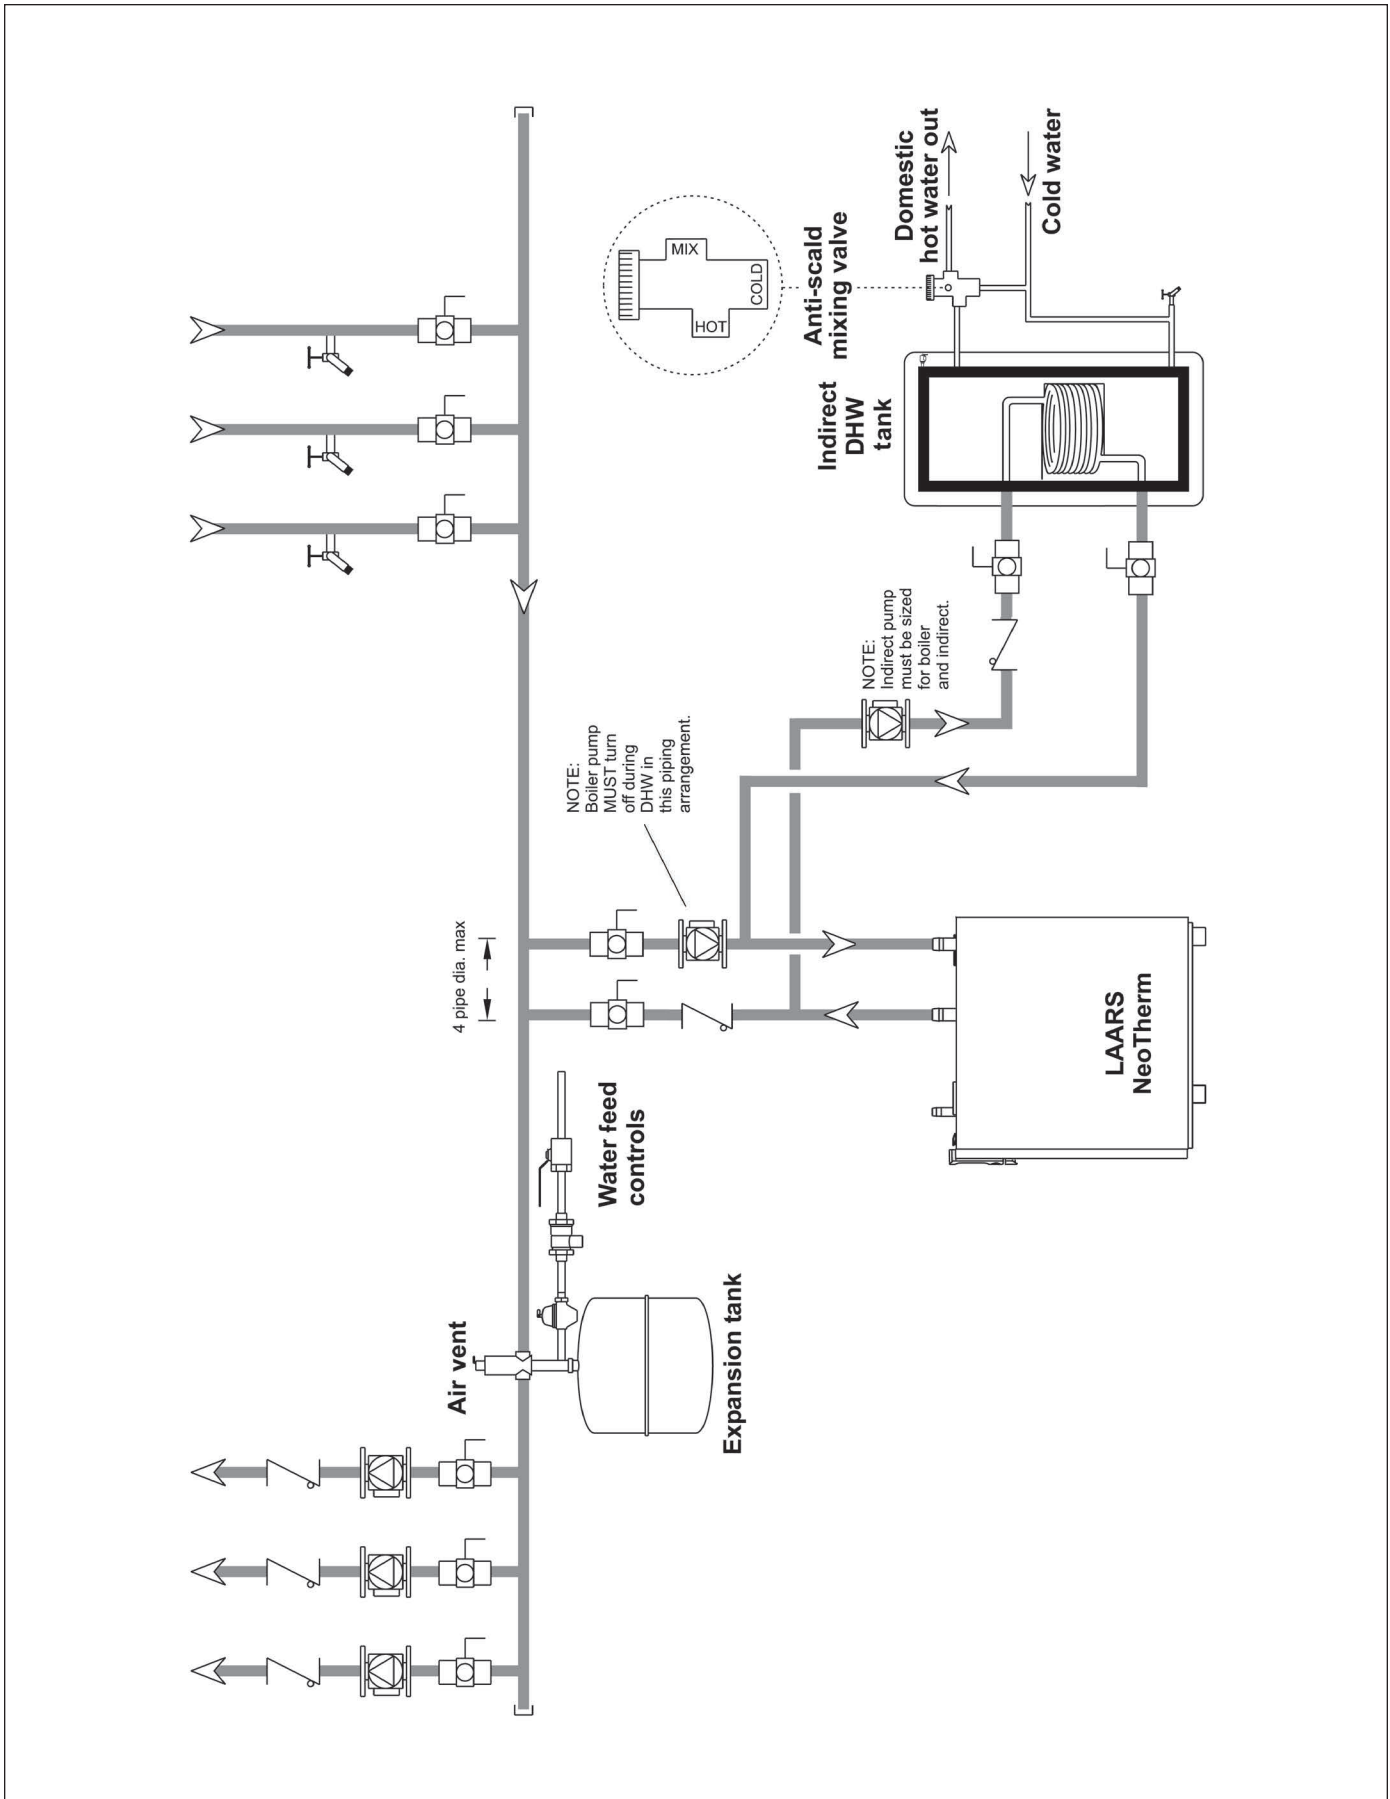 Air vent
Expansion tank
Water feed
controls
4 pipe dia. max
NOTE:
Boiler pump
MUST turn
off during
DHW in
this piping
arrangement.
LAARS
NeoTherm
NOTE:
Indirect pump
must be sized
for boiler
and indirect.
MIX
HOT
COLD
Anti-scald
mixing valve
Indirect
DHW
tank
Domestic
hot water out
Cold water